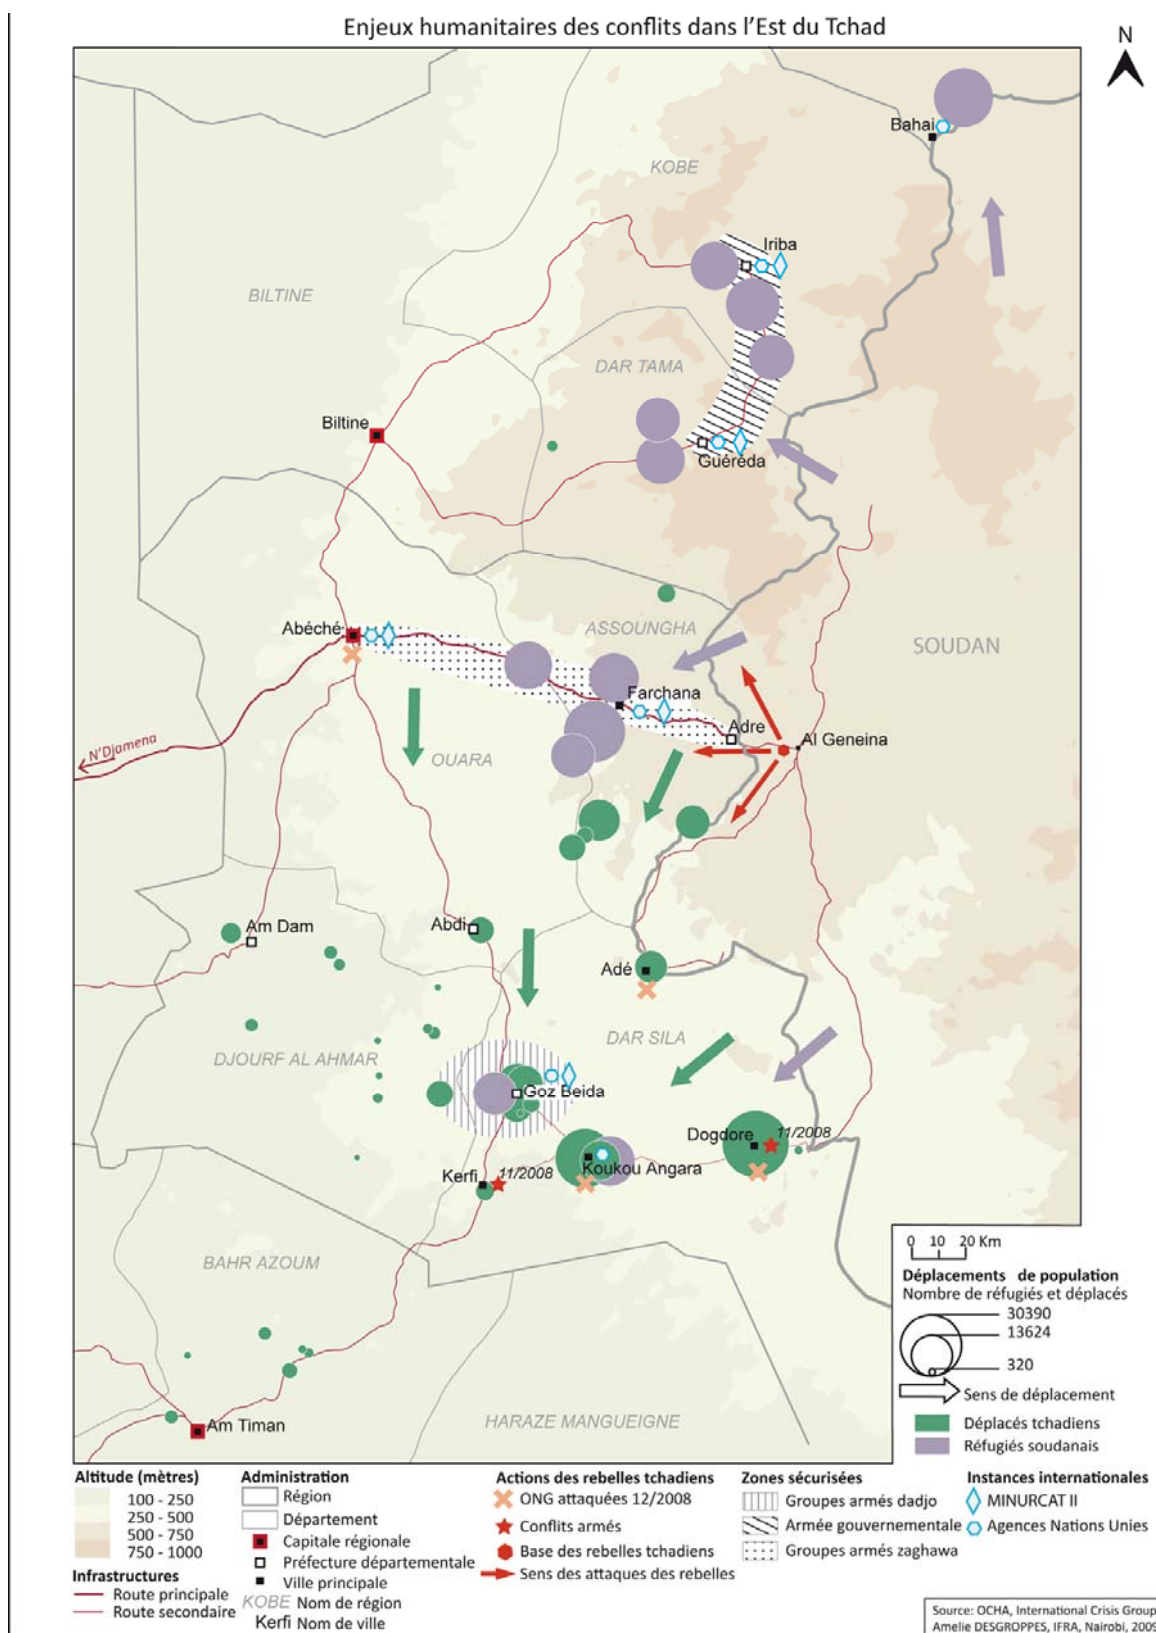 Enjeux humanitaires des conflits dans l'Est du Tchad
N
Bahai
KOBE
Iriba
BILTINE
DAR TAMA
Biltine
Guéreda
Abéché
ASSOUNGHA
SOUDAN
Farchana
Adre
Al Geneina
N'Djamena
OUARA
Am Dam
Abdi
Adé
DAR SILA
DJOURF AL AHMAR
Goz Beida
Dogdore
11/2008
Koukou Angara
Kerfi
11/2008
BAHR AZOUM
HARAZE MANGUEIGNE
Am Timan
0 10 20 Km
Déplacements de population
Nombre de réfugiés et déplacés
30390
13624
320
Sens de déplacement
Déplacés tchadiens
Réfugiés soudanais
Altitude (mètres)
100 - 250
250 - 500
500 - 750
750 - 1000
Infrastructures
Route principale
Route secondaire
Administration
Région
Département
Capitale régionale
Préfecture départementale
Ville principale
KOBE Nom de région
Kerfi Nom de ville
Actions des rebelles tchadiens
ONG attaquées 12/2008
Conflits armés
Base des rebelles tchadiens
Sens des attaques des rebelles
Zones sécurisées
Groupes armés dadjo
Armée gouvernementale
Groupes armés zaghawa
Instances internationales
MINURCAT II
Agences Nations Unies
Source: OCHA, International Crisis Group
Amelie DESGROPPES, IFRA, Nairobi, 2009